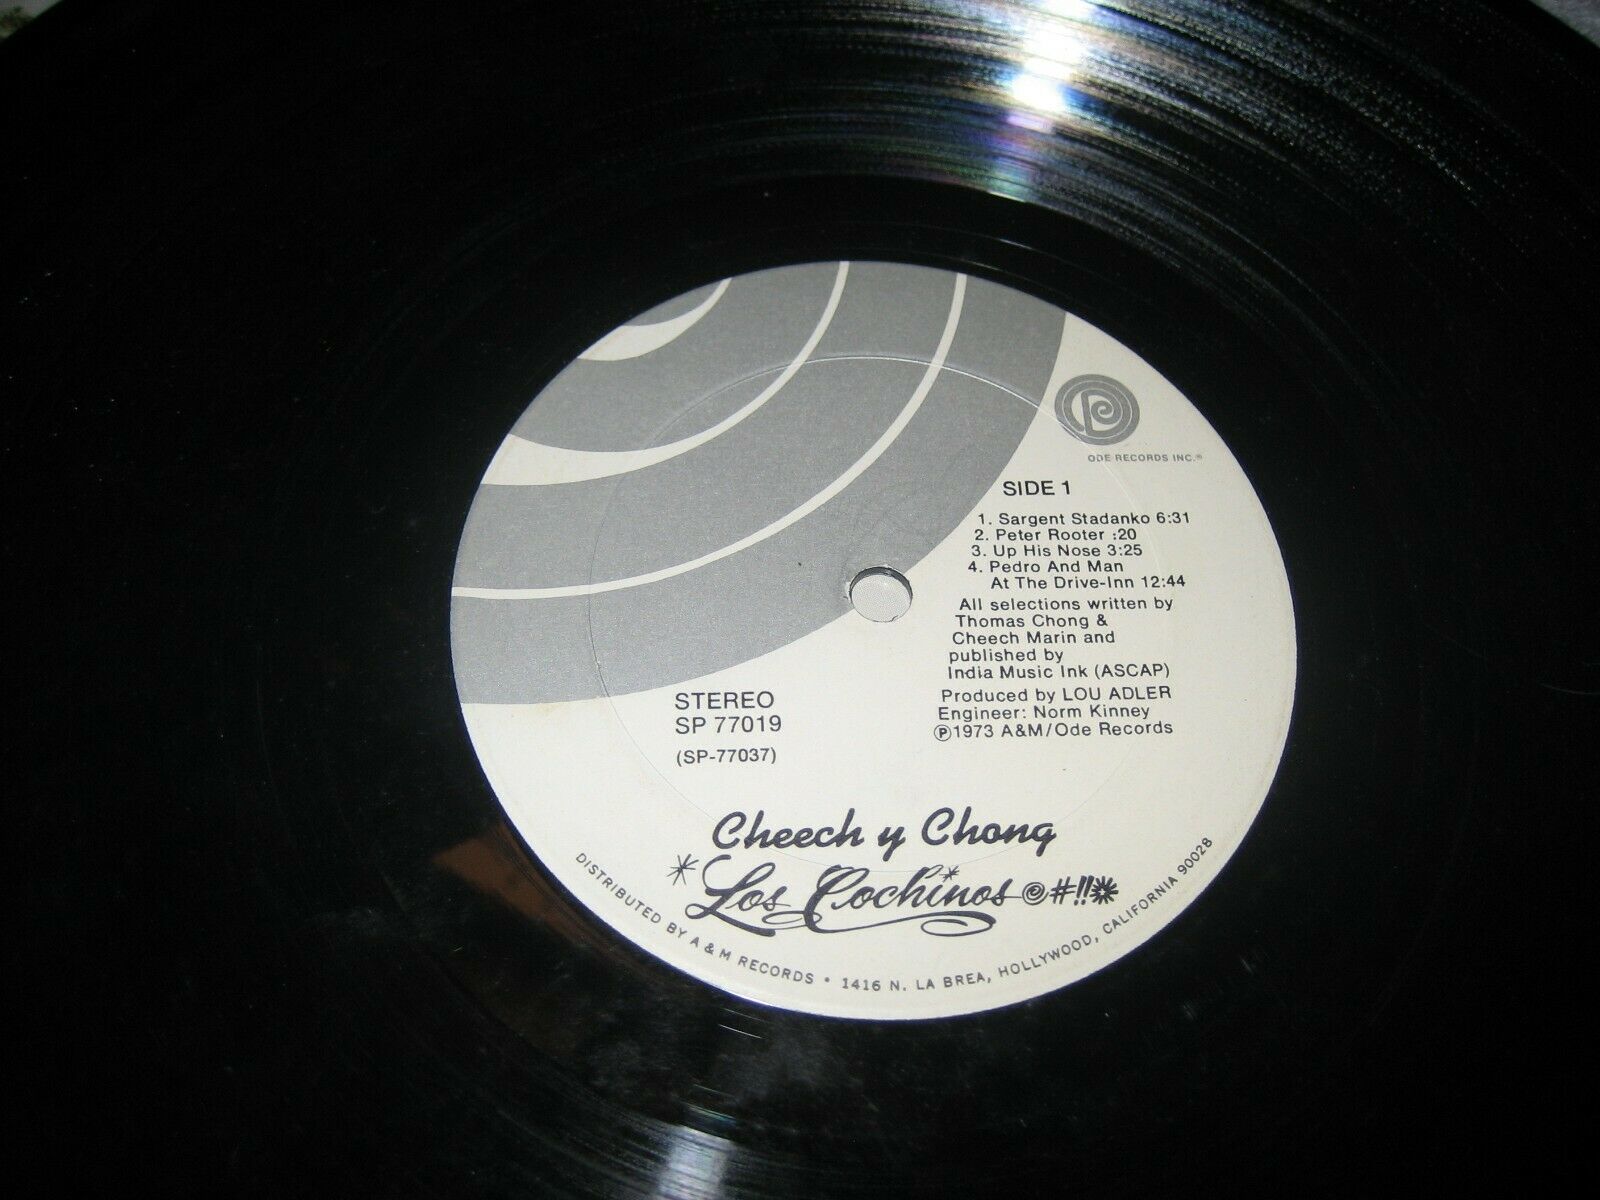 ODE RECORDS INC.®
SIDE 1
1. Sargent Stadanko 6:31
2. Peter Rooter :20
3. Up His Nose 3:25
4. Pedro And Man
At The Drive-Inn 12:44
All selections written by
Thomas Chong &
Cheech Marin and
published by
India Music Ink (ASCAP)
Produced by LOU ADLER
Engineer: Norm Kinney
Ⓟ1973 A&M/Ode Records
STEREO
SP 77019
(SP-77037)
Cheech y Chong
*Los Cochinos @#!!*
DISTRIBUTED BY A & M RECORDS • 1416 N. LA BREA, HOLLYWOOD, CALIFORNIA 90028